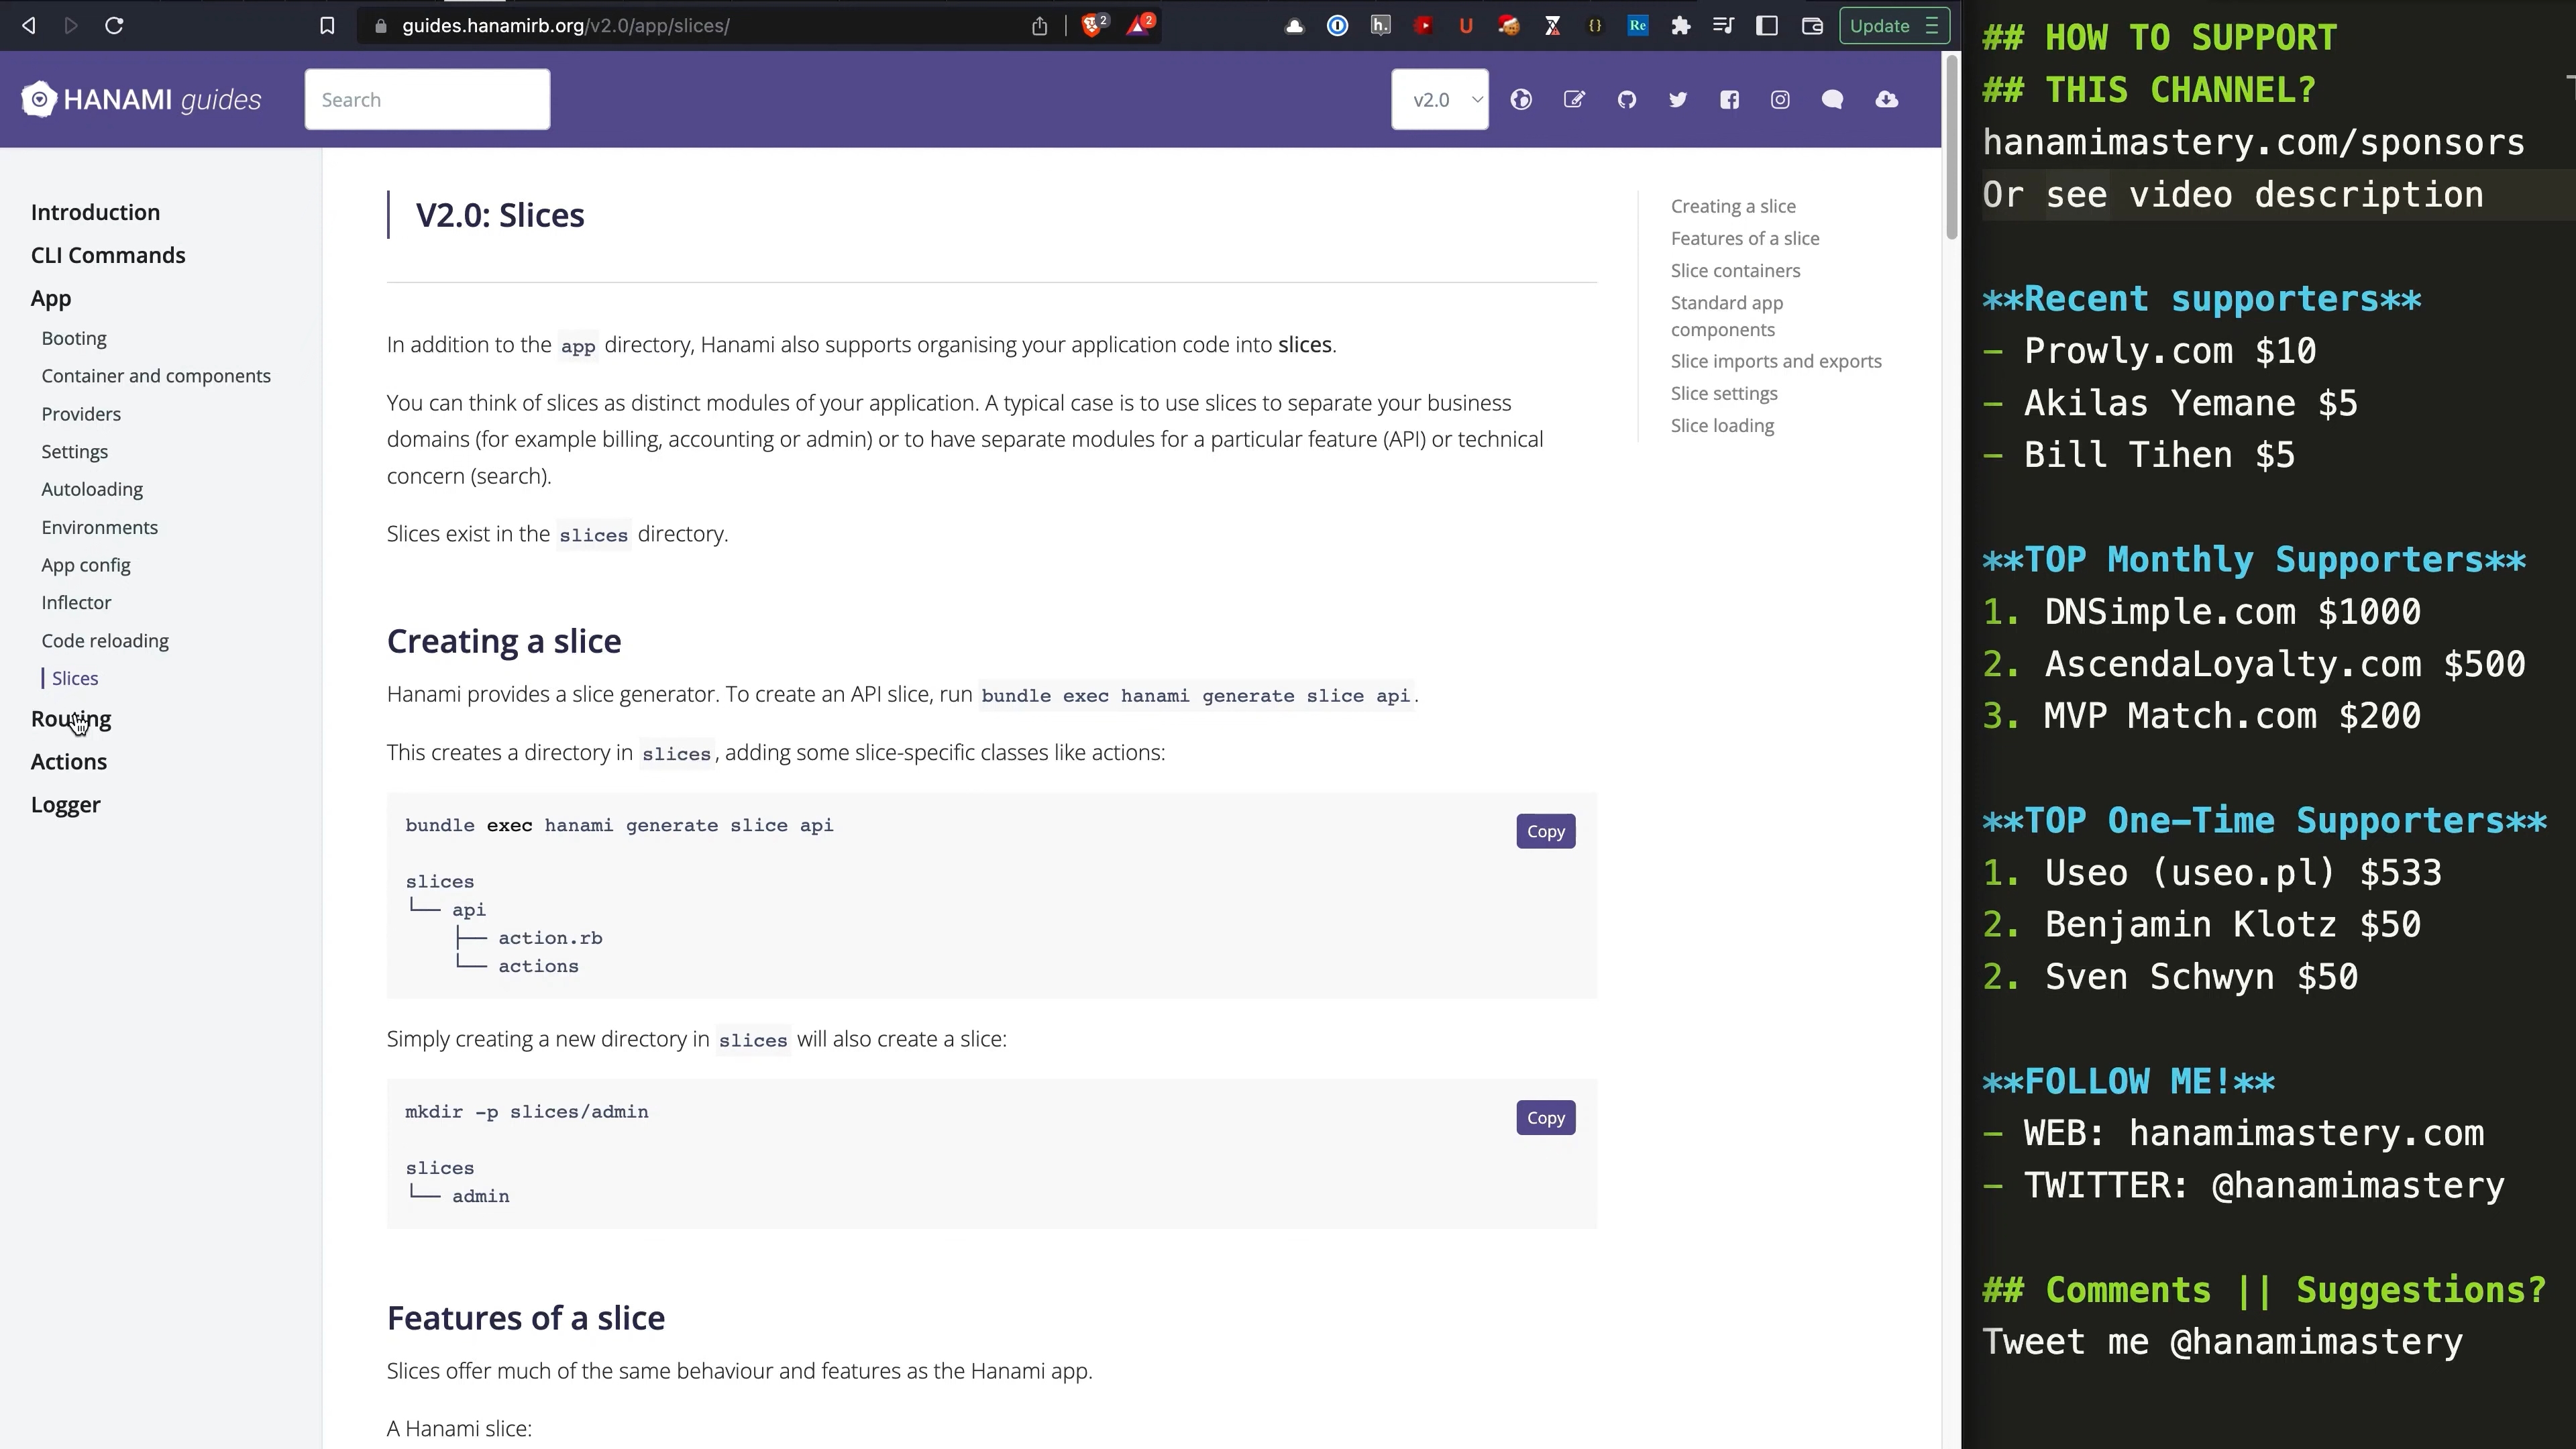 guides.hanamirb.org/v2.0/app/slices/
2
2
h.
U
{}
Re
Update
HANAMI guides
Search
v2.0
Introduction
CLI Commands
App
Booting
Container and components
Providers
Settings
Autoloading
Environments
App config
Inflector
Code reloading
Slices
Routing
Actions
Logger
V2.0: Slices
In addition to the app directory, Hanami also supports organising your application code into slices.
You can think of slices as distinct modules of your application. A typical case is to use slices to separate your business
domains (for example billing, accounting or admin) or to have separate modules for a particular feature (API) or technical
concern (search).
Slices exist in the slices directory.
Creating a slice
Hanami provides a slice generator. To create an API slice, run bundle exec hanami generate slice api.
This creates a directory in slices, adding some slice-specific classes like actions:
bundle exec hanami generate slice api
Copy
slices
└── api
├── action.rb
└── actions
Simply creating a new directory in slices will also create a slice:
mkdir -p slices/admin
Copy
slices
└── admin
Features of a slice
Slices offer much of the same behaviour and features as the Hanami app.
A Hanami slice:
Creating a slice
Features of a slice
Slice containers
Standard app
components
Slice imports and exports
Slice settings
Slice loading
## HOW TO SUPPORT
## THIS CHANNEL?
hanamimastery.com/sponsors
Or see video description
**Recent supporters**
- Prowly.com $10
- Akilas Yemane $5
- Bill Tihen $5
**TOP Monthly Supporters**
1. DNSimple.com $1000
2. AscendaLoyalty.com $500
3. MVP Match.com $200
**TOP One-Time Supporters**
1. Useo (useo.pl) $533
2. Benjamin Klotz $50
2. Sven Schwyn $50
**FOLLOW ME!**
- WEB: hanamimastery.com
- TWITTER: @hanamimastery
## Comments || Suggestions?
Tweet me @hanamimastery